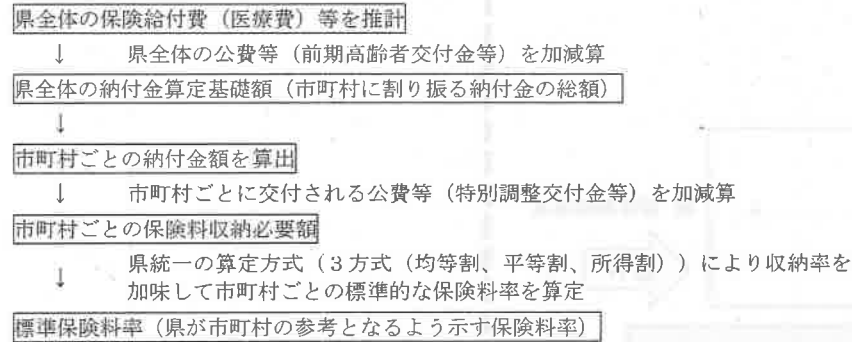 県全体の保険給付費（医療費）等を推計
↓　県全体の公費等（前期高齢者交付金等）を加減算
県全体の納付金算定基礎額（市町村に割り振る納付金の総額）
↓
市町村ごとの納付金額を算出
↓　市町村ごとに交付される公費等（特別調整交付金等）を加減算
市町村ごとの保険料収納必要額
↓　県統一の算定方式（３方式（均等割、平等割、所得割））により収納率を
加味して市町村ごとの標準的な保険料率を算定
標準保険料率（県が市町村の参考となるよう示す保険料率）